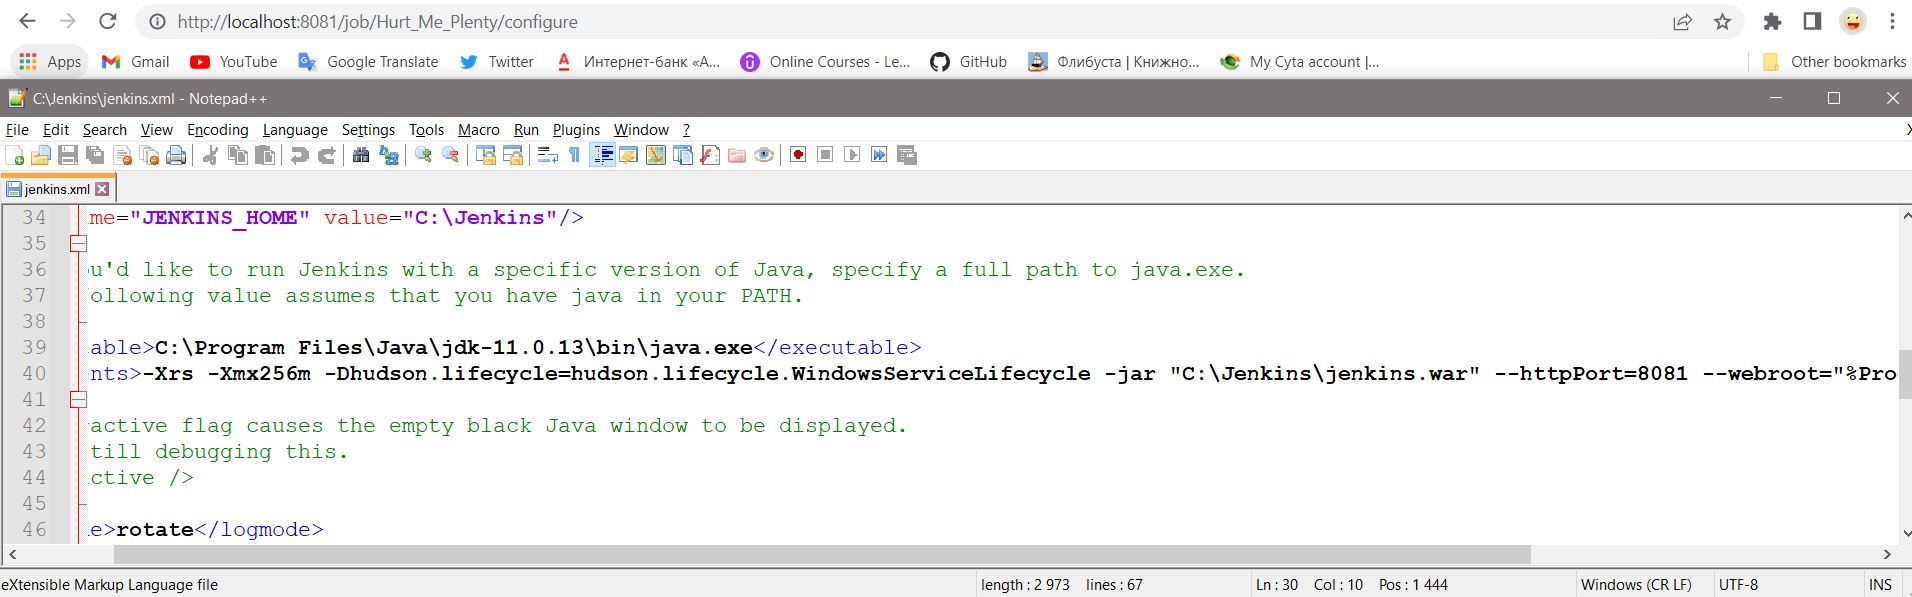 http://localhost:8081/job/Hurt_Me_Plenty/configure
Apps Gmail YouTube Google Translate Twitter Интернет-банк «А... Online Courses - Le... GitHub Флибуста | Книжно... My Cyta account |... Other bookmarks
C:\Jenkins\jenkins.xml - Notepad++
File Edit Search View Encoding Language Settings Tools Macro Run Plugins Window ?
jenkins.xml
34 me="JENKINS_HOME" value="C:\Jenkins"/>
35
36 ou'd like to run Jenkins with a specific version of Java, specify a full path to java.exe.
37 following value assumes that you have java in your PATH.
38
39 able>C:\Program Files\Java\jdk-11.0.13\bin\java.exe</executable>
40 nts>-Xrs -Xmx256m -Dhudson.lifecycle=hudson.lifecycle.WindowsServiceLifecycle -jar "C:\Jenkins\jenkins.war" --httpPort=8081 --webroot="%Pro
41
42 ractive flag causes the empty black Java window to be displayed.
43 till debugging this.
44 active />
45
46 e>rotate</logmode>
eXtensible Markup Language file length : 2 973 lines : 67 Ln : 30 Col : 10 Pos : 1 444 Windows (CR LF) UTF-8 INS